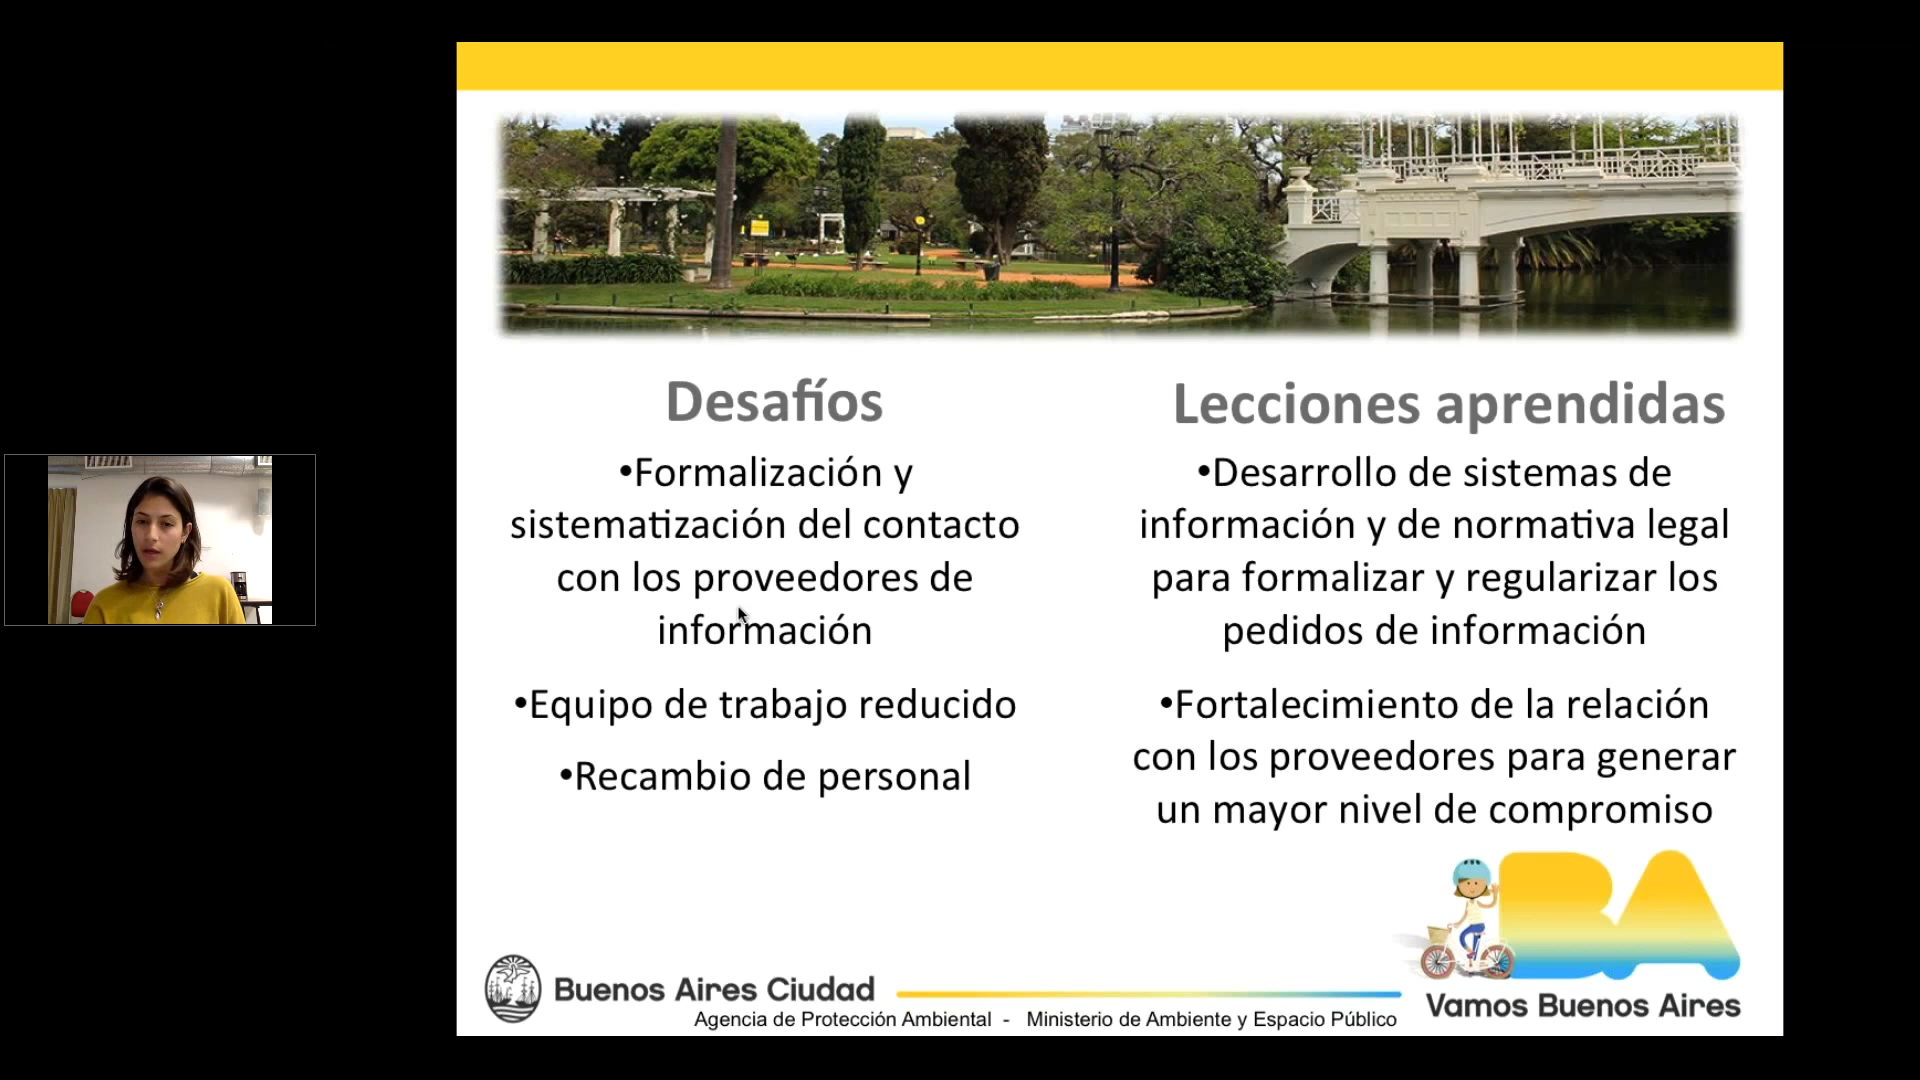 Desafíos
•Formalización y
sistematización del contacto
con los proveedores de
información
•Equipo de trabajo reducido
•Recambio de personal
Lecciones aprendidas
•Desarrollo de sistemas de
información y de normativa legal
para formalizar y regularizar los
pedidos de información
•Fortalecimiento de la relación
con los proveedores para generar
un mayor nivel de compromiso
BA
Buenos Aires Ciudad
Vamos Buenos Aires
Agencia de Protección Ambiental - Ministerio de Ambiente y Espacio Público